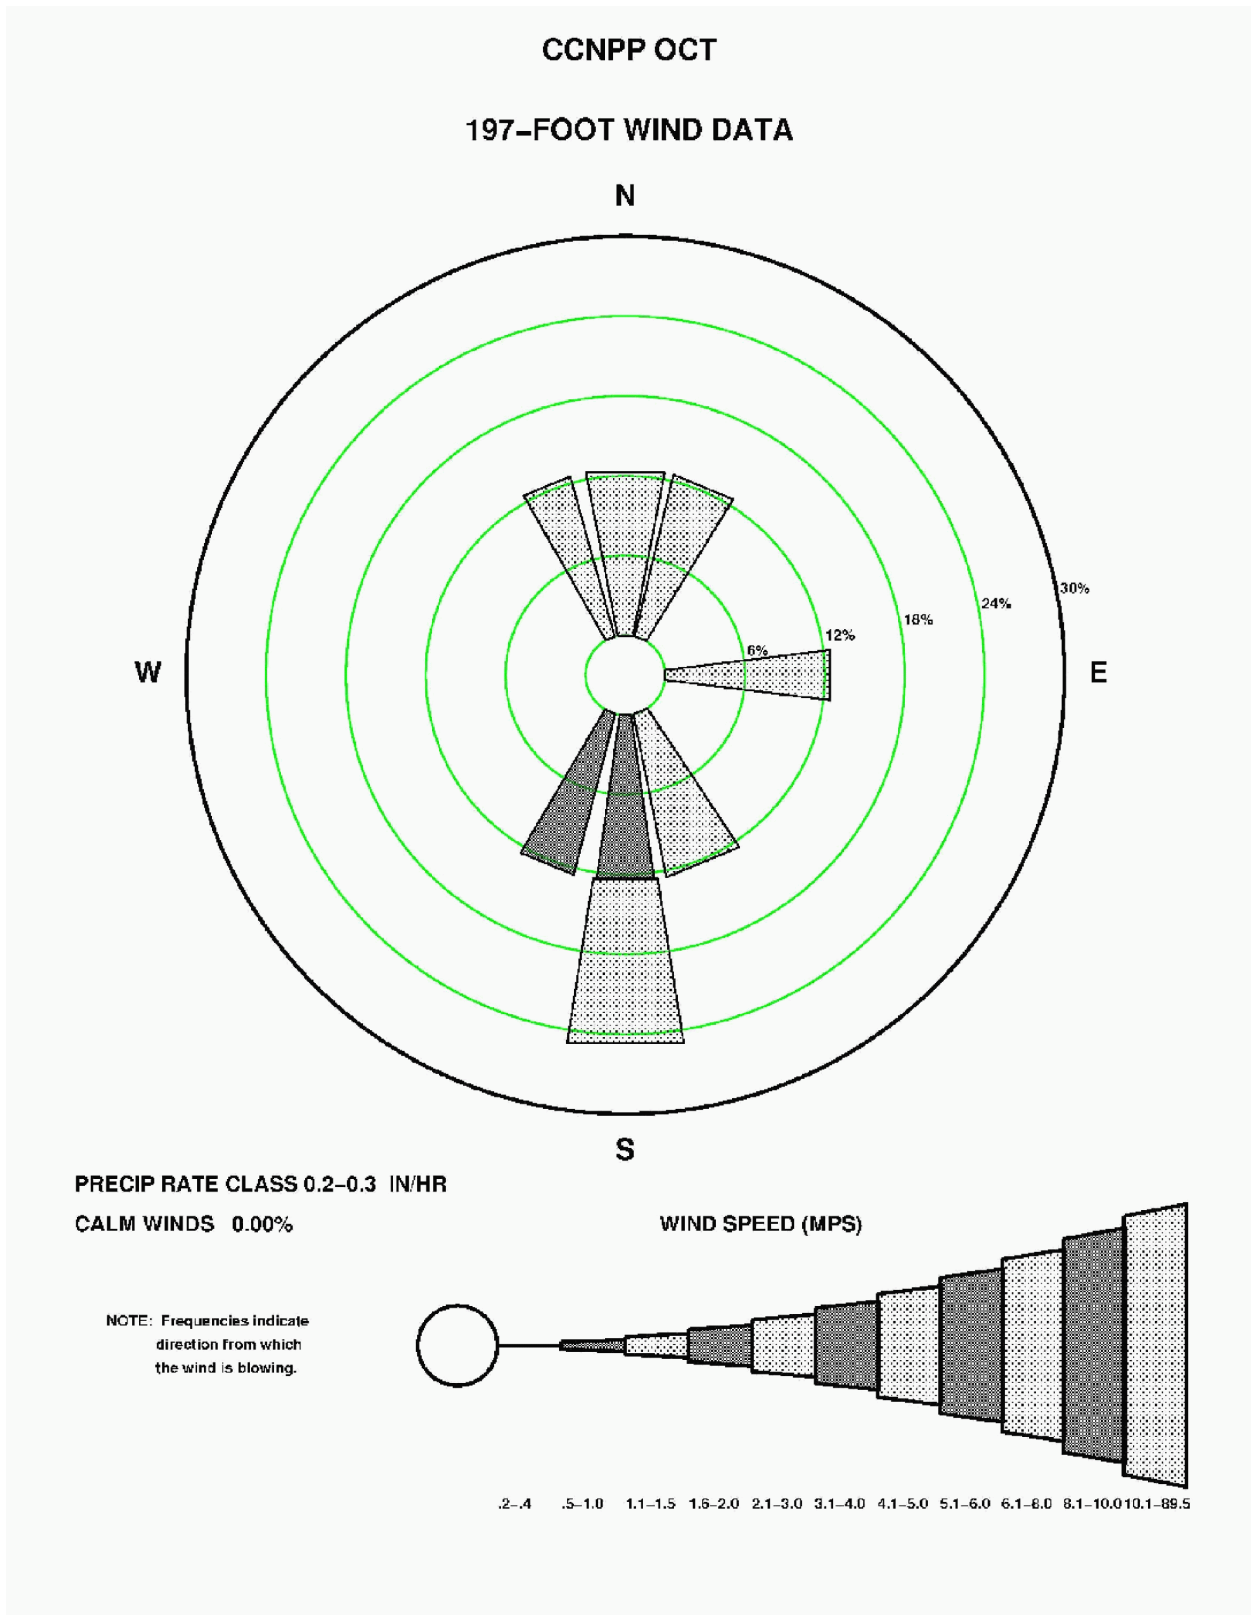 CCNPP OCT
197–FOOT WIND DATA
N
30%
24%
18%
12%
6%
W
E
S
PRECIP RATE CLASS 0.2–0.3 IN/HR
CALM WINDS 0.00%
WIND SPEED (MPS)
NOTE: Frequencies indicate
direction from which
the wind is blowing.
.2–.4 .5–1.0 1.1–1.5 1.6–2.0 2.1–3.0 3.1–4.0 4.1–5.0 5.1–6.0 6.1–8.0 8.1–10.0 10.1–89.5